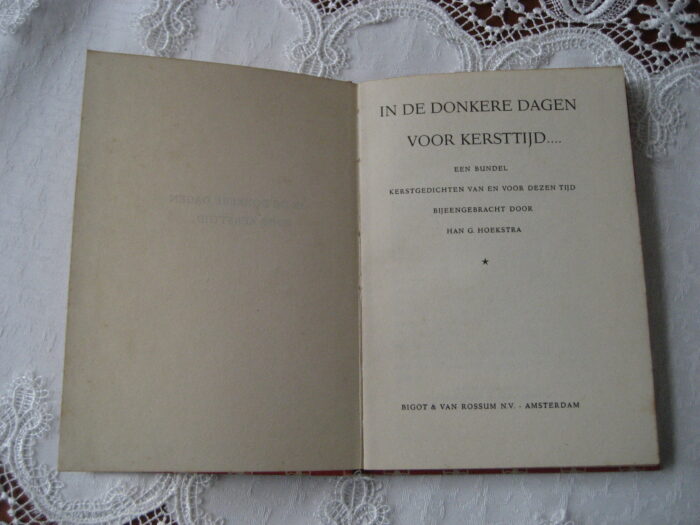 IN DE DONKERE DAGEN
VOOR KERSTTIJD....
EEN BUNDEL
KERSTGEDICHTEN VAN EN VOOR DEZEN TIJD
BIJEENGEBRACHT DOOR
HAN G. HOEKSTRA
★
BIGOT & VAN ROSSUM N.V. - AMSTERDAM